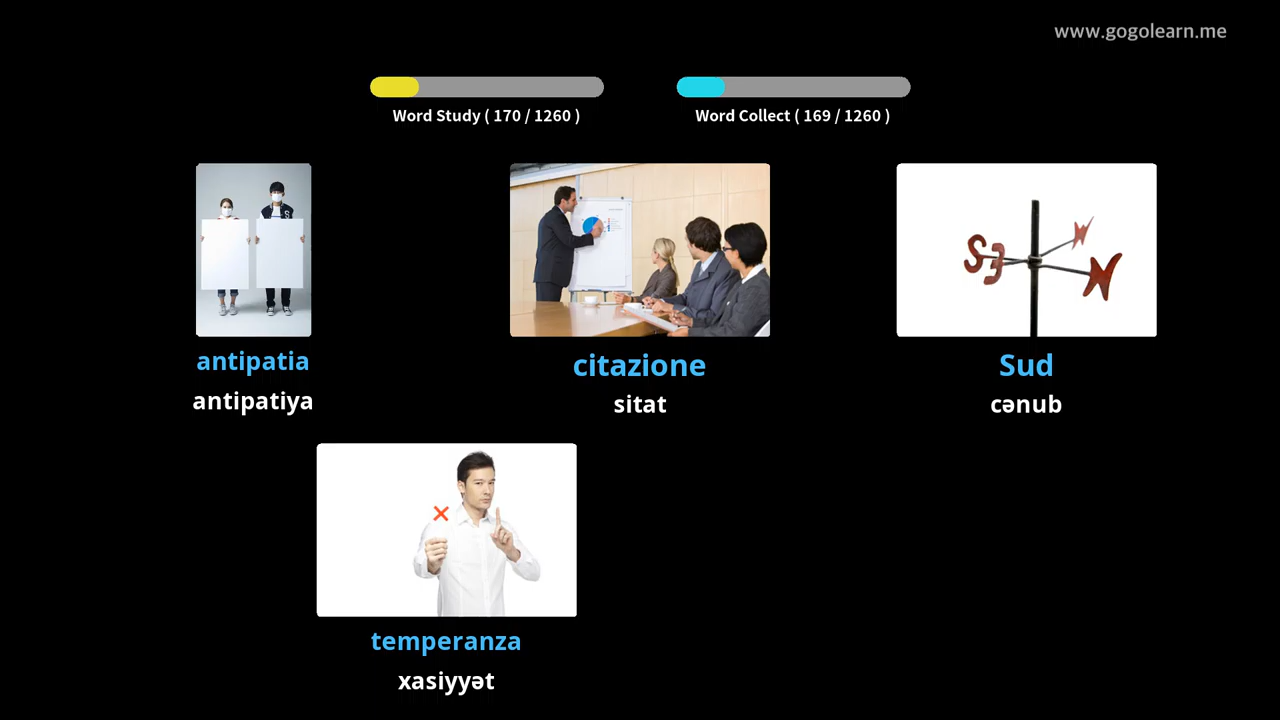 www.gogolearn.me
Word Study ( 170 / 1260 )
Word Collect ( 169 / 1260 )
S
E
N
antipatia
antipatiya
citazione
sitat
Sud
cənub
temperanza
xasiyyət